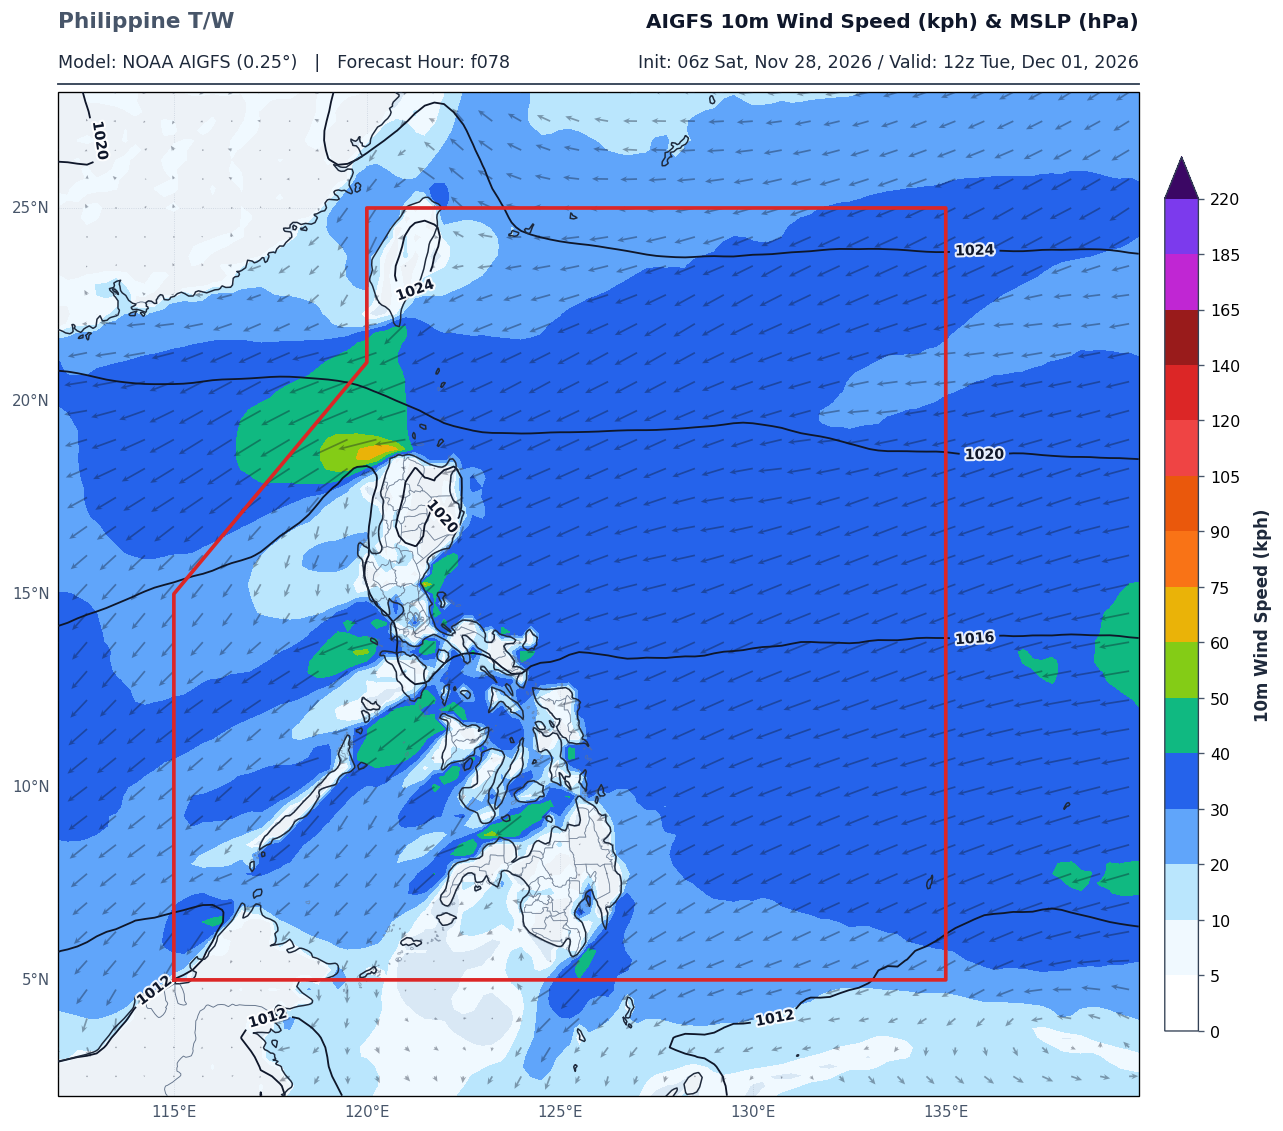 Philippine T/W
AIGFS 10m Wind Speed (kph) & MSLP (hPa)
Model: NOAA AIGFS (0.25°)   |   Forecast Hour: f078
Init: 06z Sat, Nov 28, 2026 / Valid: 12z Tue, Dec 01, 2026
1020
25°N
1024
1024
20°N
1020
1020
15°N
1016
10°N
5°N
1012
1012
1012
115°E
120°E
125°E
130°E
135°E
220
185
165
140
120
105
90
75
60
50
40
30
20
10
5
0
10m Wind Speed (kph)